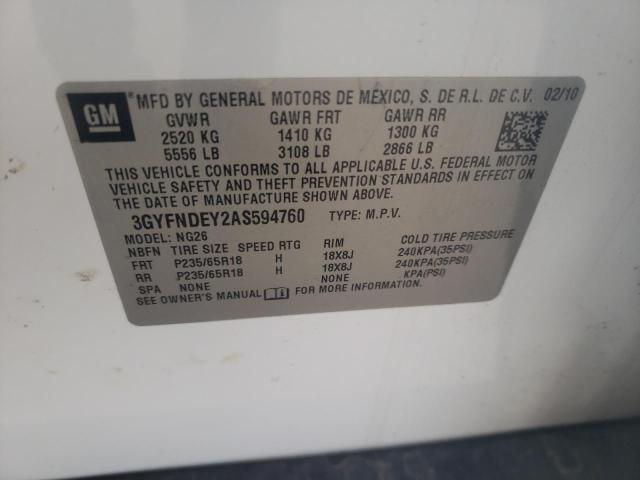 GM
MFD BY GENERAL MOTORS DE MEXICO, S. DE R.L. DE C.V. 02/10
GVWR GAWR FRT GAWR RR
2520 KG 1410 KG 1300 KG
5556 LB 3108 LB 2866 LB
THIS VEHICLE CONFORMS TO ALL APPLICABLE U.S. FEDERAL MOTOR
VEHICLE SAFETY AND THEFT PREVENTION STANDARDS IN EFFECT ON
THE DATE OF MANUFACTURE SHOWN ABOVE.
3GYFNDEY2AS594760 TYPE: M.P.V.
MODEL: NG26
NBFN TIRE SIZE SPEED RTG RIM COLD TIRE PRESSURE
FRT P235/65R18 H 18X8J 240KPA(35PSI)
RR P235/65R18 H 18X8J 240KPA(35PSI)
SPA NONE NONE KPA(PSI)
SEE OWNER'S MANUAL FOR MORE INFORMATION.